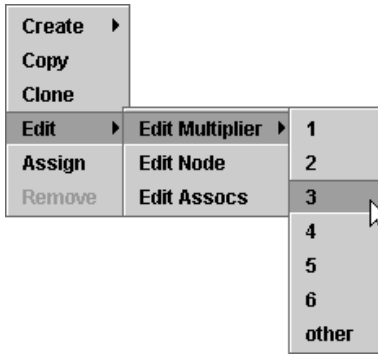 Create
Copy
Clone
Edit
Assign
Remove
Edit Multiplier
Edit Node
Edit Assocs
1
2
3
4
5
6
other